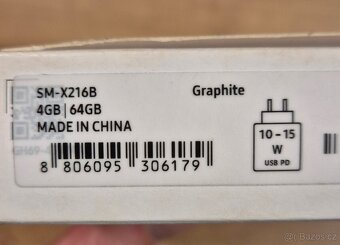 SM-X216B
Graphite
4GB | 64GB
MADE IN CHINA
10 – 15
W
USB PD
8 806095 306179